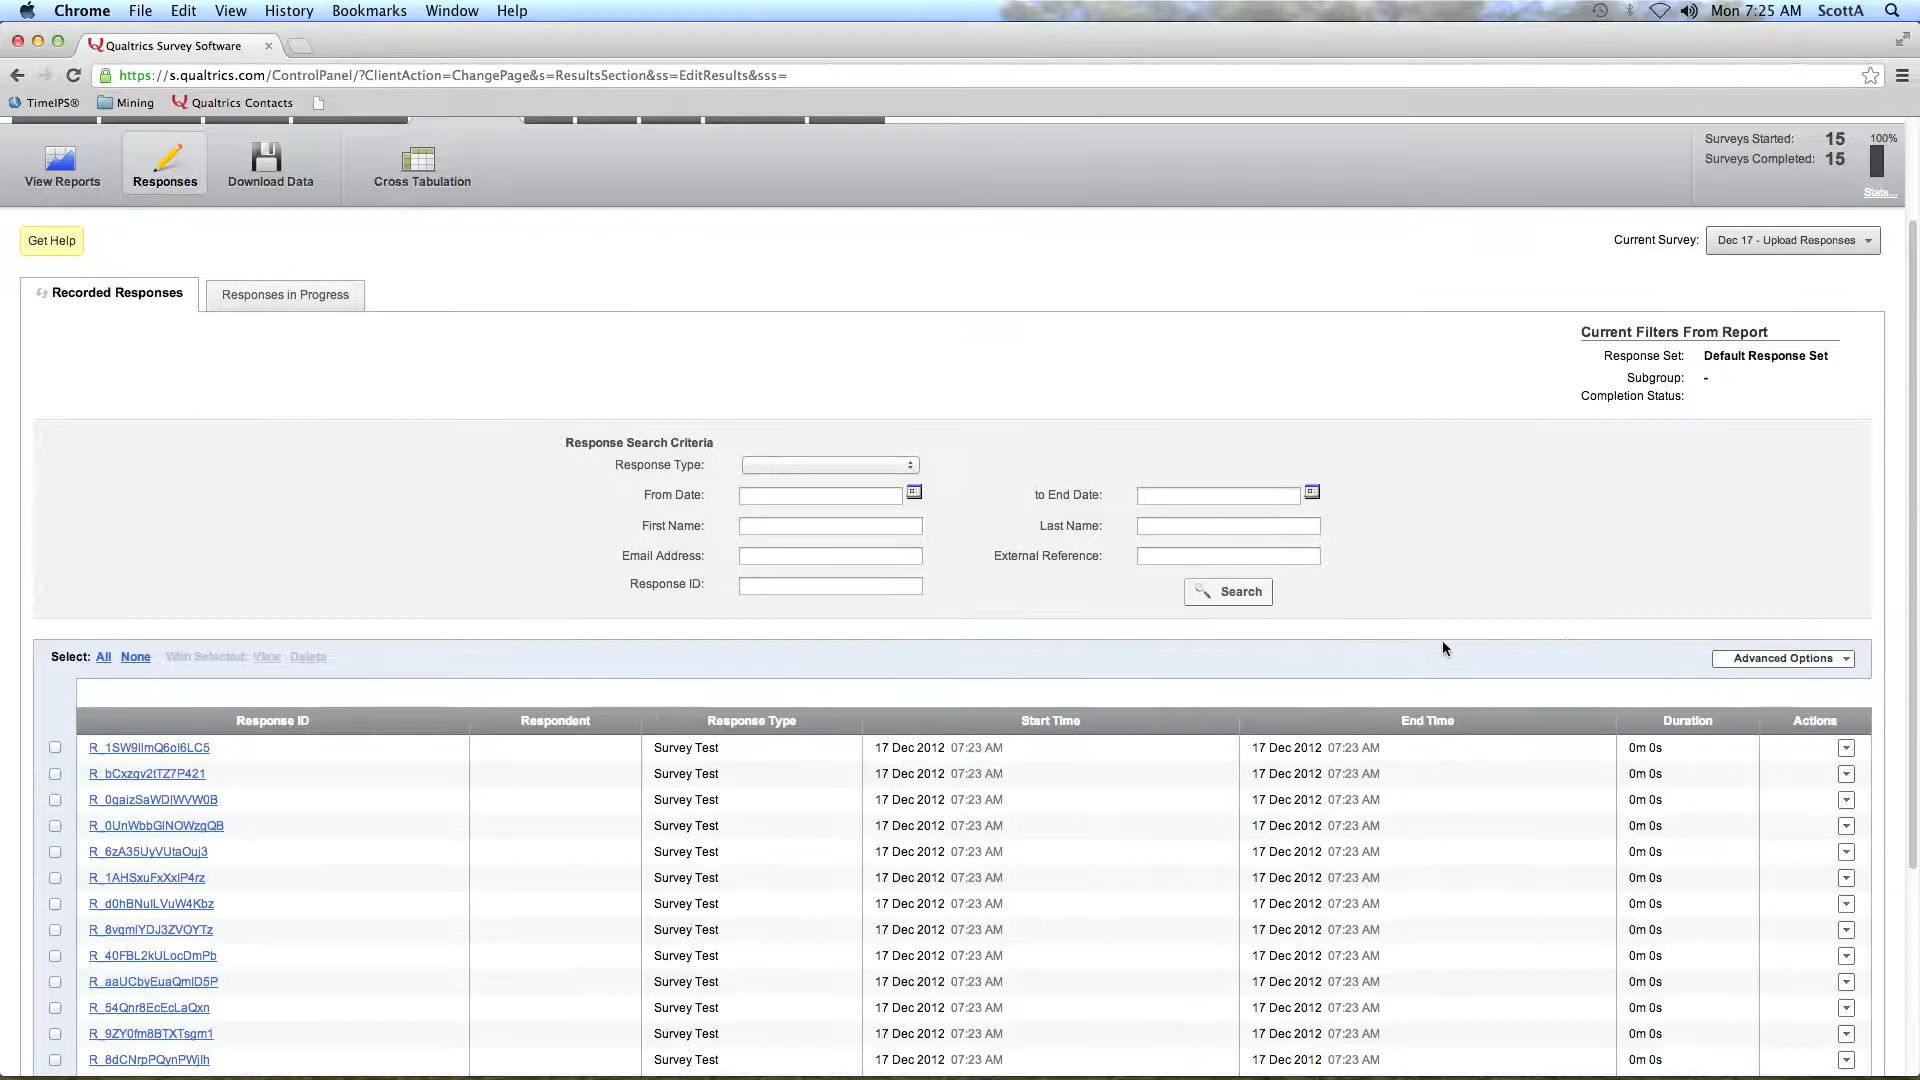 Chrome File Edit View History Bookmarks Window Help Mon 7:25 AM ScottA
Qualtrics Survey Software
https://s.qualtrics.com/ControlPanel/?ClientAction=ChangePage&s=ResultsSection&ss=EditResults&sss=
TimeIPS® Mining Qualtrics Contacts
View Reports Responses Download Data Cross Tabulation
Surveys Started: 15
Surveys Completed: 15
100%
Stats...
Get Help
Current Survey: Dec 17 - Upload Responses
Recorded Responses Responses in Progress
Current Filters From Report
Response Set: Default Response Set
Subgroup: -
Completion Status:
Response Search Criteria
Response Type:
From Date: to End Date:
First Name: Last Name:
Email Address: External Reference:
Response ID: Search
Select: All None With Selected: View Delete Advanced Options
Response ID Respondent Response Type Start Time End Time Duration Actions
Survey Test 17 Dec 2012 07:23 AM 17 Dec 2012 07:23 AM 0m 0s
R_bCxzgv2tTZ7P421 Survey Test 17 Dec 2012 07:23 AM 17 Dec 2012 07:23 AM 0m 0s
Survey Test 17 Dec 2012 07:23 AM 17 Dec 2012 07:23 AM 0m 0s
Survey Test 17 Dec 2012 07:23 AM 17 Dec 2012 07:23 AM 0m 0s
R_6zA35UyVUtaOuj3 Survey Test 17 Dec 2012 07:23 AM 17 Dec 2012 07:23 AM 0m 0s
Survey Test 17 Dec 2012 07:23 AM 17 Dec 2012 07:23 AM 0m 0s
Survey Test 17 Dec 2012 07:23 AM 17 Dec 2012 07:23 AM 0m 0s
Survey Test 17 Dec 2012 07:23 AM 17 Dec 2012 07:23 AM 0m 0s
R_40FBL2kULocDmPb Survey Test 17 Dec 2012 07:23 AM 17 Dec 2012 07:23 AM 0m 0s
Survey Test 17 Dec 2012 07:23 AM 17 Dec 2012 07:23 AM 0m 0s
R_54Qnr8EcEcLaQxn Survey Test 17 Dec 2012 07:23 AM 17 Dec 2012 07:23 AM 0m 0s
R_9ZY0fm8BTXTsgm1 Survey Test 17 Dec 2012 07:23 AM 17 Dec 2012 07:23 AM 0m 0s
Survey Test 17 Dec 2012 07:23 AM 17 Dec 2012 07:23 AM 0m 0s